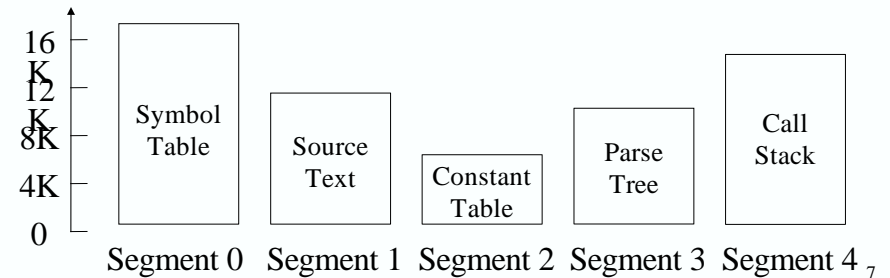 16
K
12
K
8K
4K
0
Symbol
Table
Source
Text
Constant
Table
Parse
Tree
Call
Stack
Segment 0 Segment 1 Segment 2 Segment 3 Segment 4
7